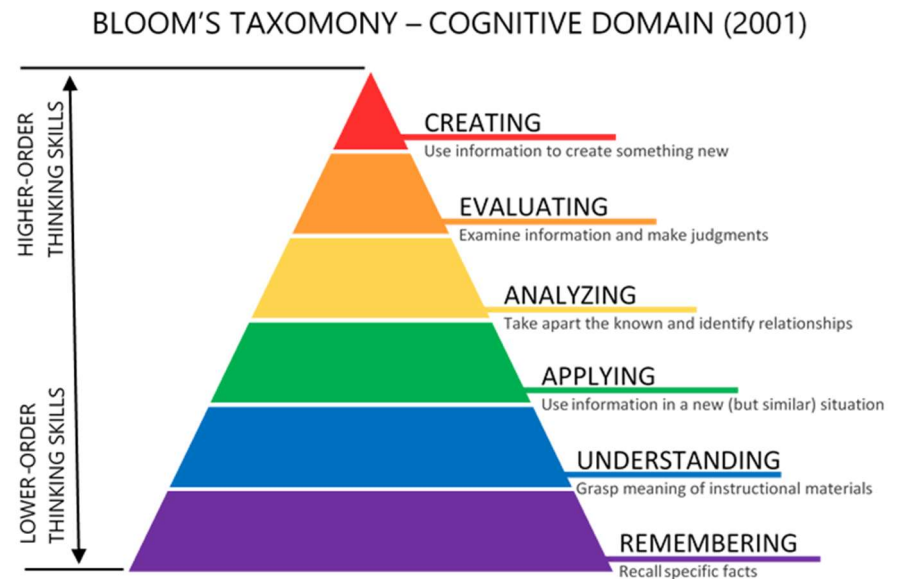 BLOOM'S TAXOMONY – COGNITIVE DOMAIN (2001)
HIGHER-ORDER
THINKING SKILLS
LOWER-ORDER
THINKING SKILLS
CREATING
Use information to create something new
EVALUATING
Examine information and make judgments
ANALYZING
Take apart the known and identify relationships
APPLYING
Use information in a new (but similar) situation
UNDERSTANDING
Grasp meaning of instructional materials
REMEMBERING
Recall specific facts